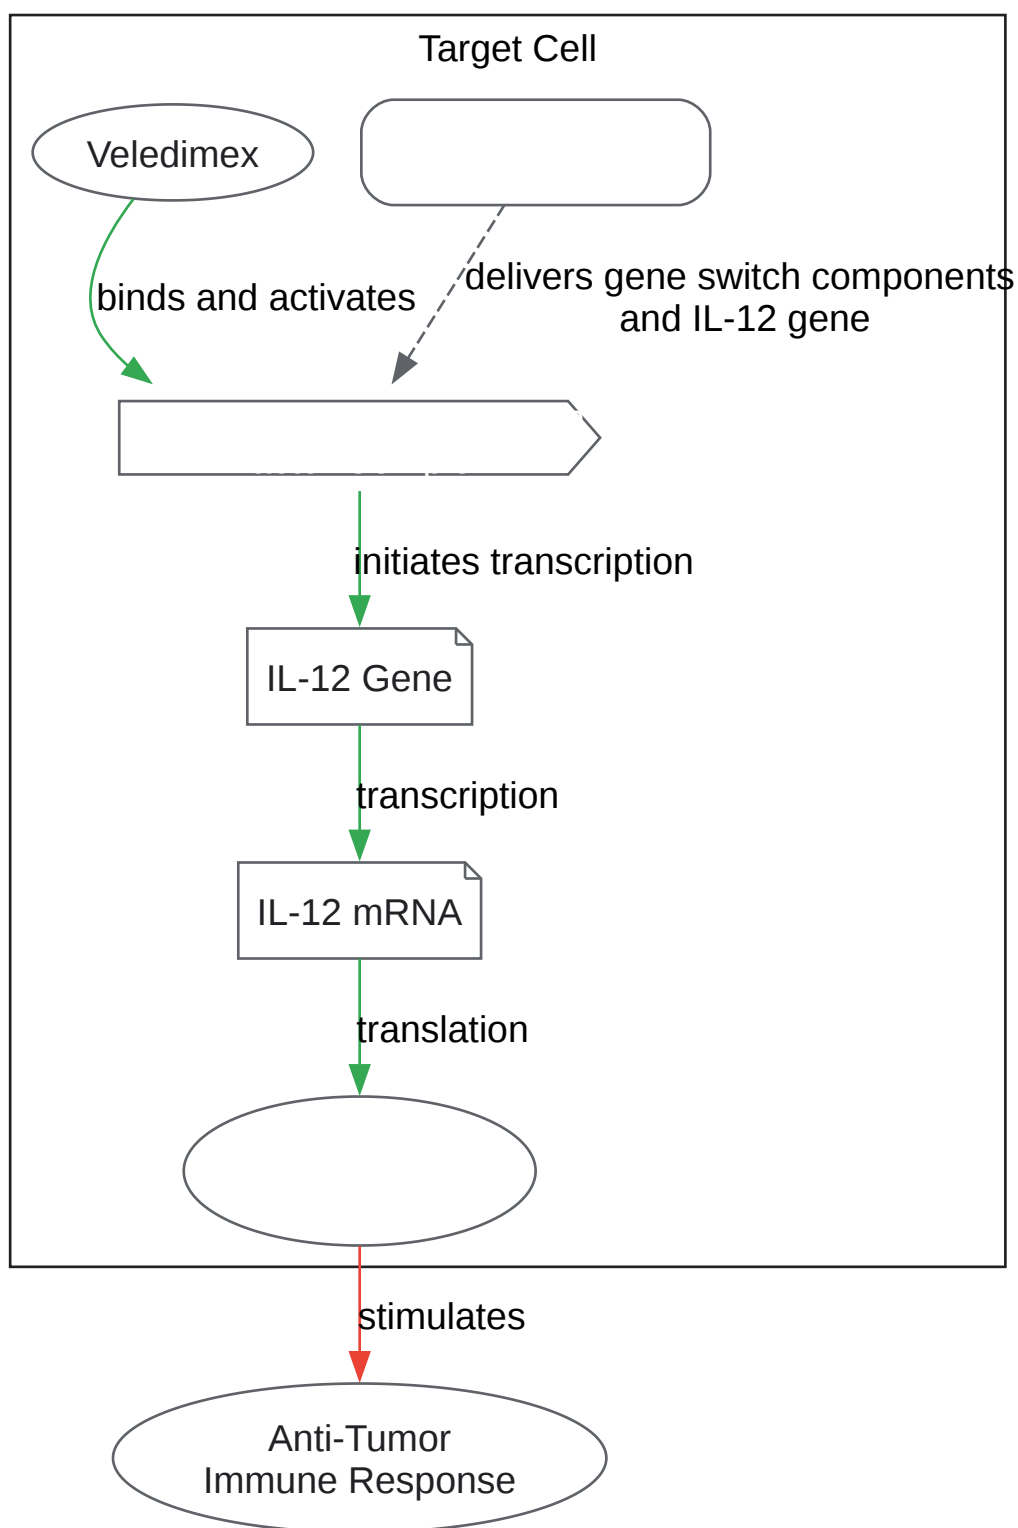 Target Cell
Veledimex
delivers gene switch components
and IL-12 gene
binds and activates
initiates transcription
IL-12 Gene
transcription
IL-12 mRNA
translation
stimulates
Anti-Tumor
Immune Response